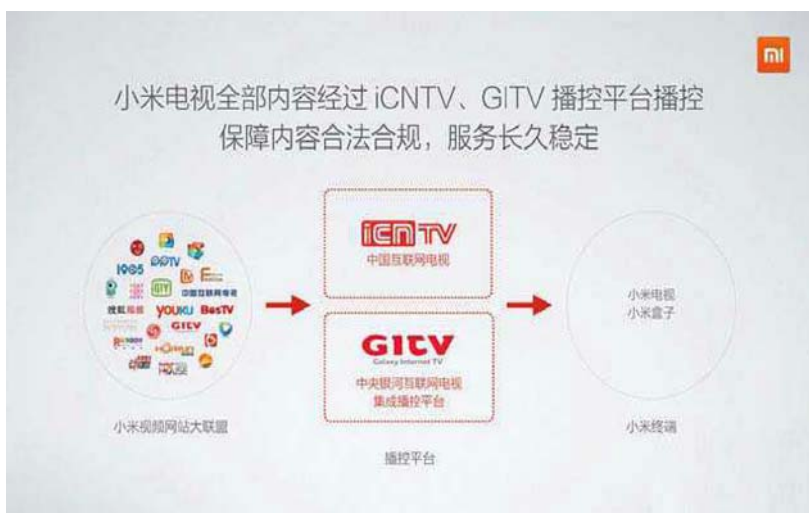 mi
小米电视全部内容经过 iCNTV、GITV 播控平台播控
保障内容合法合规，服务长久稳定
1905
PPTV
中国互联网电视
搜狐视频
YOUKU
BesTV
GITV
小米视频网站大联盟
iCNTV
中国互联网电视
GITV
Galaxy Internet TV
中央银河互联网电视
集成播控平台
播控平台
小米电视
小米盒子
小米终端